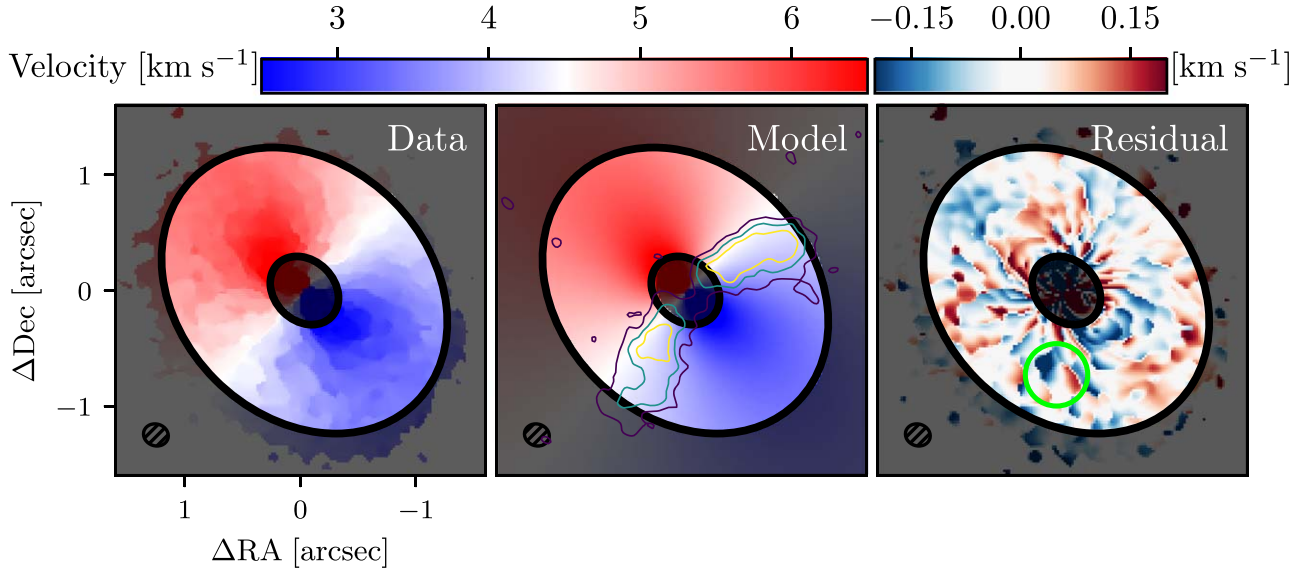 3 4 5 6 −0.15 0.00 0.15
Velocity [km s⁻¹] [km s⁻¹]
Data Model Residual
1
0
−1
ΔDec [arcsec]
1 0 −1
ΔRA [arcsec]